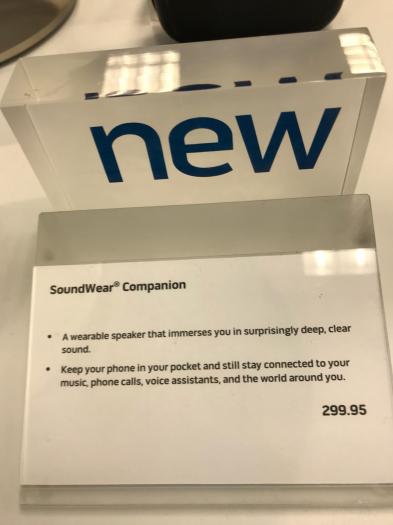 new
SoundWear® Companion
• A wearable speaker that immerses you in surprisingly deep, clear
sound.
• Keep your phone in your pocket and still stay connected to your
music, phone calls, voice assistants, and the world around you.
299.95